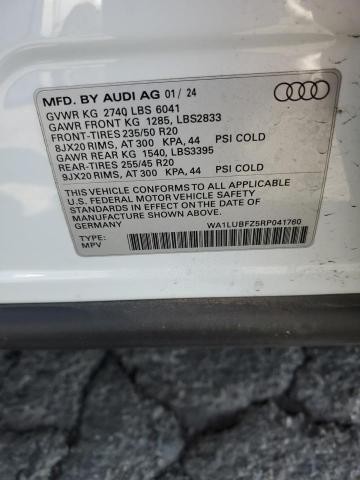 MFD. BY AUDI AG 01/24
GVWR KG 2740 LBS 6041
GAWR FRONT KG 1285, LBS2833
FRONT-TIRES 235/50 R20
8JX20 RIMS, AT 300 KPA, 44 PSI COLD
GAWR REAR KG 1540, LBS3395
REAR-TIRES 255/45 R20
9JX20 RIMS, AT 300 KPA, 44 PSI COLD
THIS VEHICLE CONFORMS TO ALL APPLICABLE
U.S. FEDERAL MOTOR VEHICLE SAFETY
STANDARDS IN EFFECT ON THE DATE OF
MANUFACTURE SHOWN ABOVE.
GERMANY WA1LUBFZ5RP041760
TYPE:
MPV